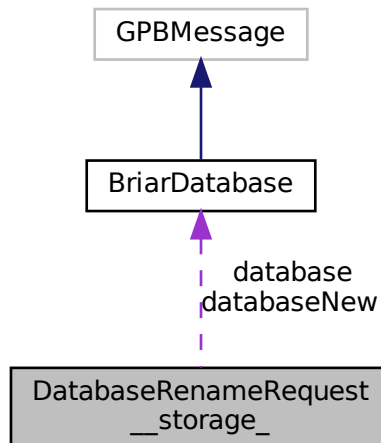 GPBMessage
BriarDatabase
database
databaseNew
DatabaseRenameRequest
__storage_